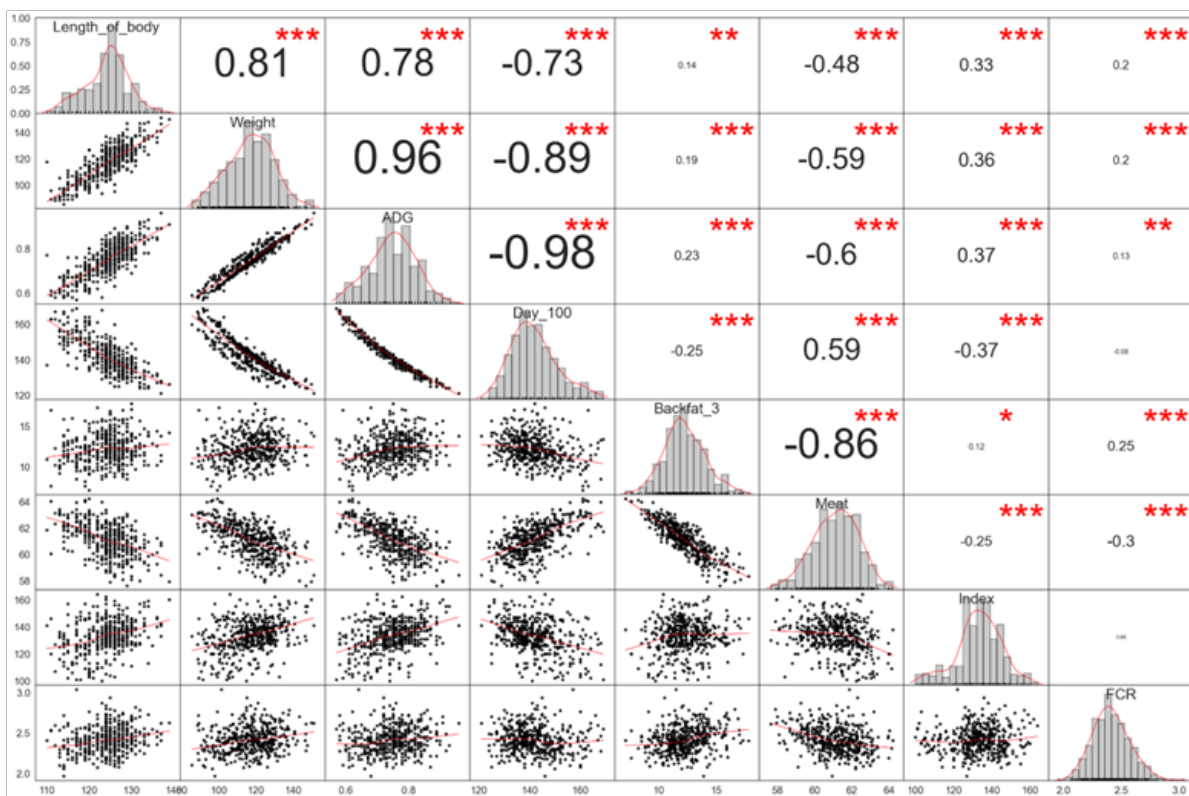 1.00 Length_of_body *** *** *** ** *** *** ***
0.75
0.50 0.81 0.78 -0.73 0.14 -0.48 0.33 0.2
0.25
0.00
140 Weight *** *** *** *** *** ***
120 0.96 -0.89 0.19 -0.59 0.36 0.2
100
ADG *** *** *** *** **
0.8 -0.98 0.23 -0.6 0.37 0.13
0.6
160 Day_100 *** *** ***
140 -0.25 0.59 -0.37 -0.08
120
Backfat_3 *** * ***
15 -0.86 0.12 0.25
10
64 Meat *** ***
62
60 -0.25 -0.3
58
160 Index
140
120
100
3.0 FCR
2.5
2.0
110 120 130 140 100 120 140 0.6 0.8 120 140 160 10 15 58 60 62 64 100 120 140 160 2.0 2.5 3.0